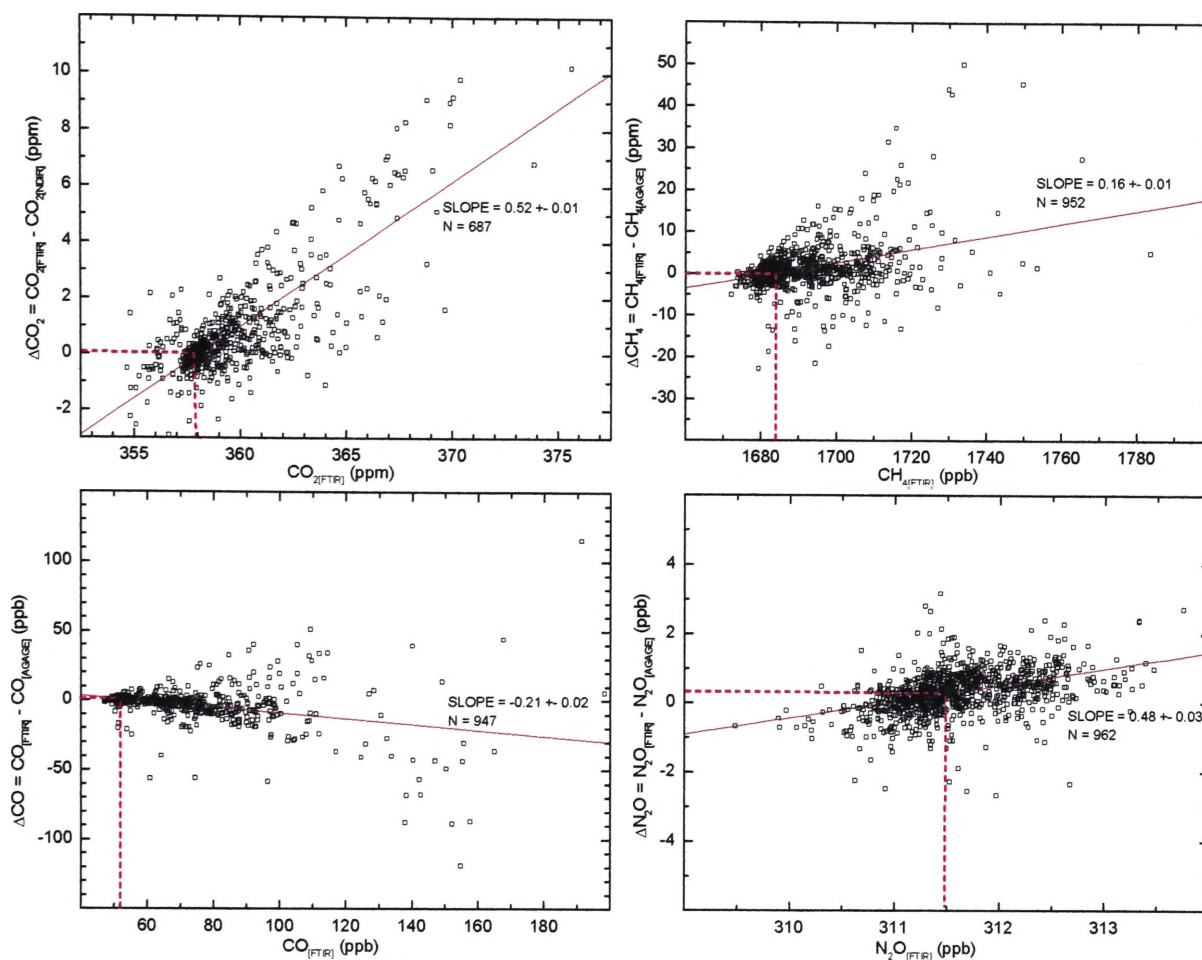 10
8
6
4
2
0
-2
ΔCO2 = CO2[FTIR] - CO2[NDIR] (ppm)
SLOPE = 0.52 +- 0.01
N = 687
355 360 365 370 375
CO2[FTIR] (ppm)
50
40
30
20
10
0
-10
-20
-30
ΔCH4 = CH4[FTIR] - CH4[AGAGE] (ppm)
SLOPE = 0.16 +- 0.01
N = 952
1680 1700 1720 1740 1760 1780
CH4[FTIR] (ppb)
100
50
0
-50
-100
ΔCO = CO[FTIR] - CO[AGAGE] (ppb)
SLOPE = -0.21 +- 0.02
N = 947
60 80 100 120 140 160 180
CO[FTIR] (ppb)
4
2
0
-2
-4
ΔN2O = N2O[FTIR] - N2O[AGAGE] (ppb)
SLOPE = 0.48 +- 0.03
N = 962
310 311 312 313
N2O[FTIR] (ppb)